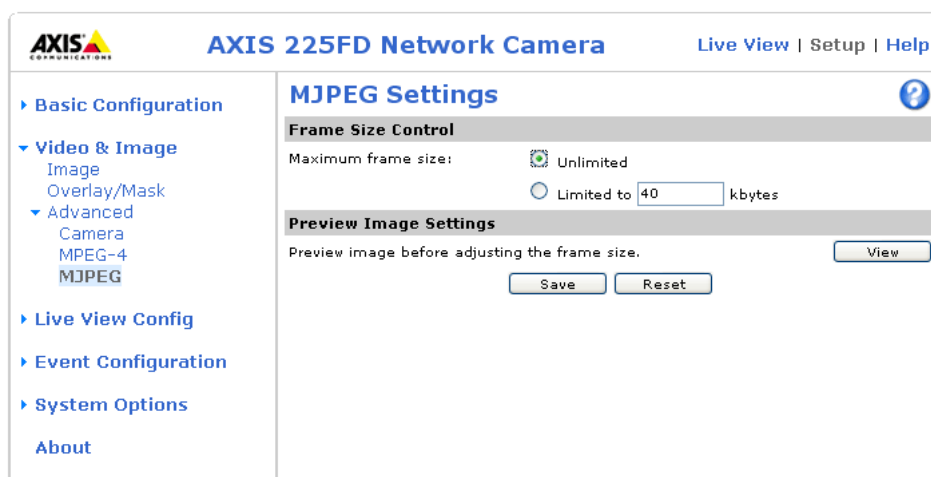 AXIS
COMMUNICATIONS
AXIS 225FD Network Camera
Live View | Setup | Help
Basic Configuration
Video & Image
Image
Overlay/Mask
Advanced
Camera
MPEG-4
MJPEG
Live View Config
Event Configuration
System Options
About
MJPEG Settings
?
Frame Size Control
Maximum frame size: Unlimited
Limited to 40 kbytes
Preview Image Settings
Preview image before adjusting the frame size. View
Save Reset